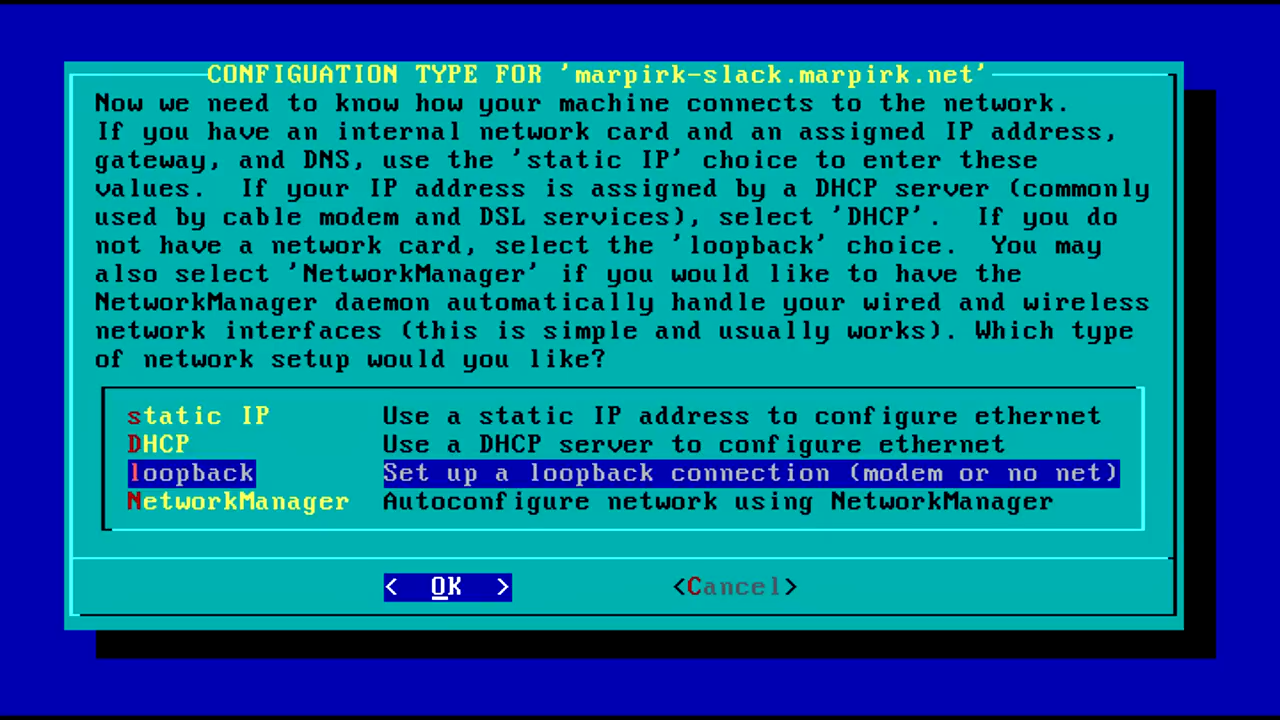 CONFIGUATION TYPE FOR 'marpirk-slack.marpirk.net'
Now we need to know how your machine connects to the network.
If you have an internal network card and an assigned IP address,
gateway, and DNS, use the 'static IP' choice to enter these
values.  If your IP address is assigned by a DHCP server (commonly
used by cable modem and DSL services), select 'DHCP'.  If you do
not have a network card, select the 'loopback' choice.  You may
also select 'NetworkManager' if you would like to have the
NetworkManager daemon automatically handle your wired and wireless
network interfaces (this is simple and usually works). Which type
of network setup would you like?
static IP       Use a static IP address to configure ethernet
DHCP            Use a DHCP server to configure ethernet
loopback        Set up a loopback connection (modem or no net)
NetworkManager  Autoconfigure network using NetworkManager
<  OK  >          <Cancel>